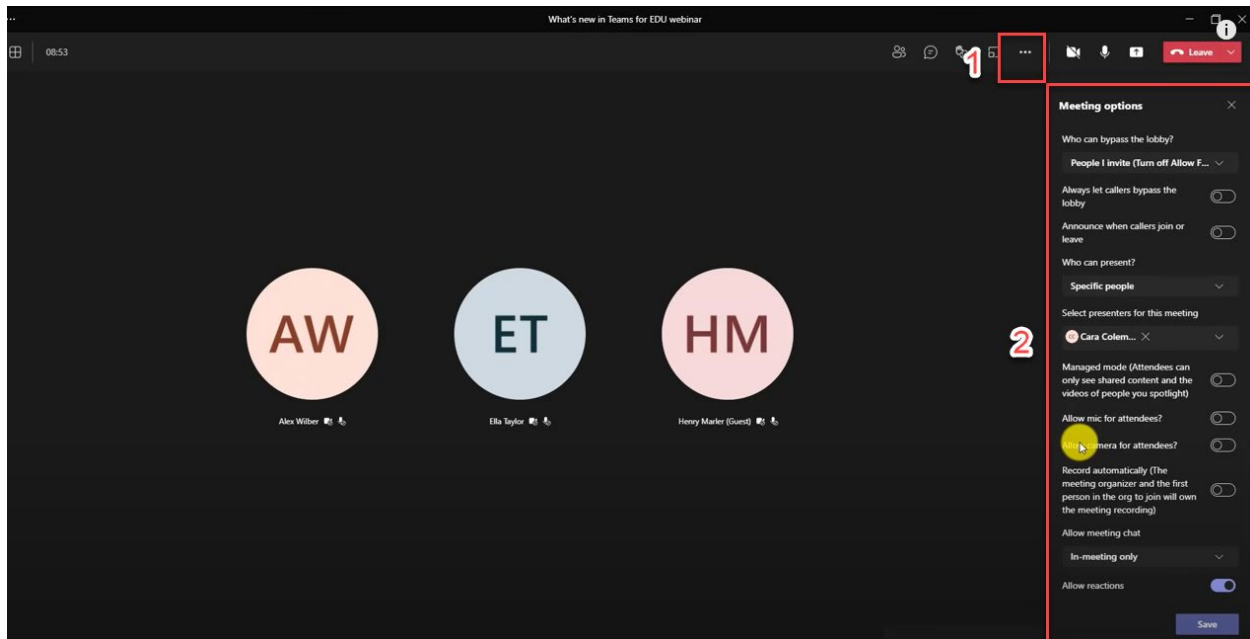 What's new in Teams for EDU webinar
08:53
1
Leave
Meeting options
Who can bypass the lobby?
People I invite (Turn off Allow F...
Always let callers bypass the
lobby
Announce when callers join or
leave
Who can present?
Specific people
Select presenters for this meeting
CC Cara Colem...
2
Managed mode (Attendees can
only see shared content and the
videos of people you spotlight)
Allow mic for attendees?
Allow camera for attendees?
Record automatically (The
meeting organizer and the first
person in the org to join will own
the meeting recording)
Allow meeting chat
In-meeting only
Allow reactions
Save
AW
ET
HM
Alex Wilber
Ella Taylor
Henry Marler (Guest)